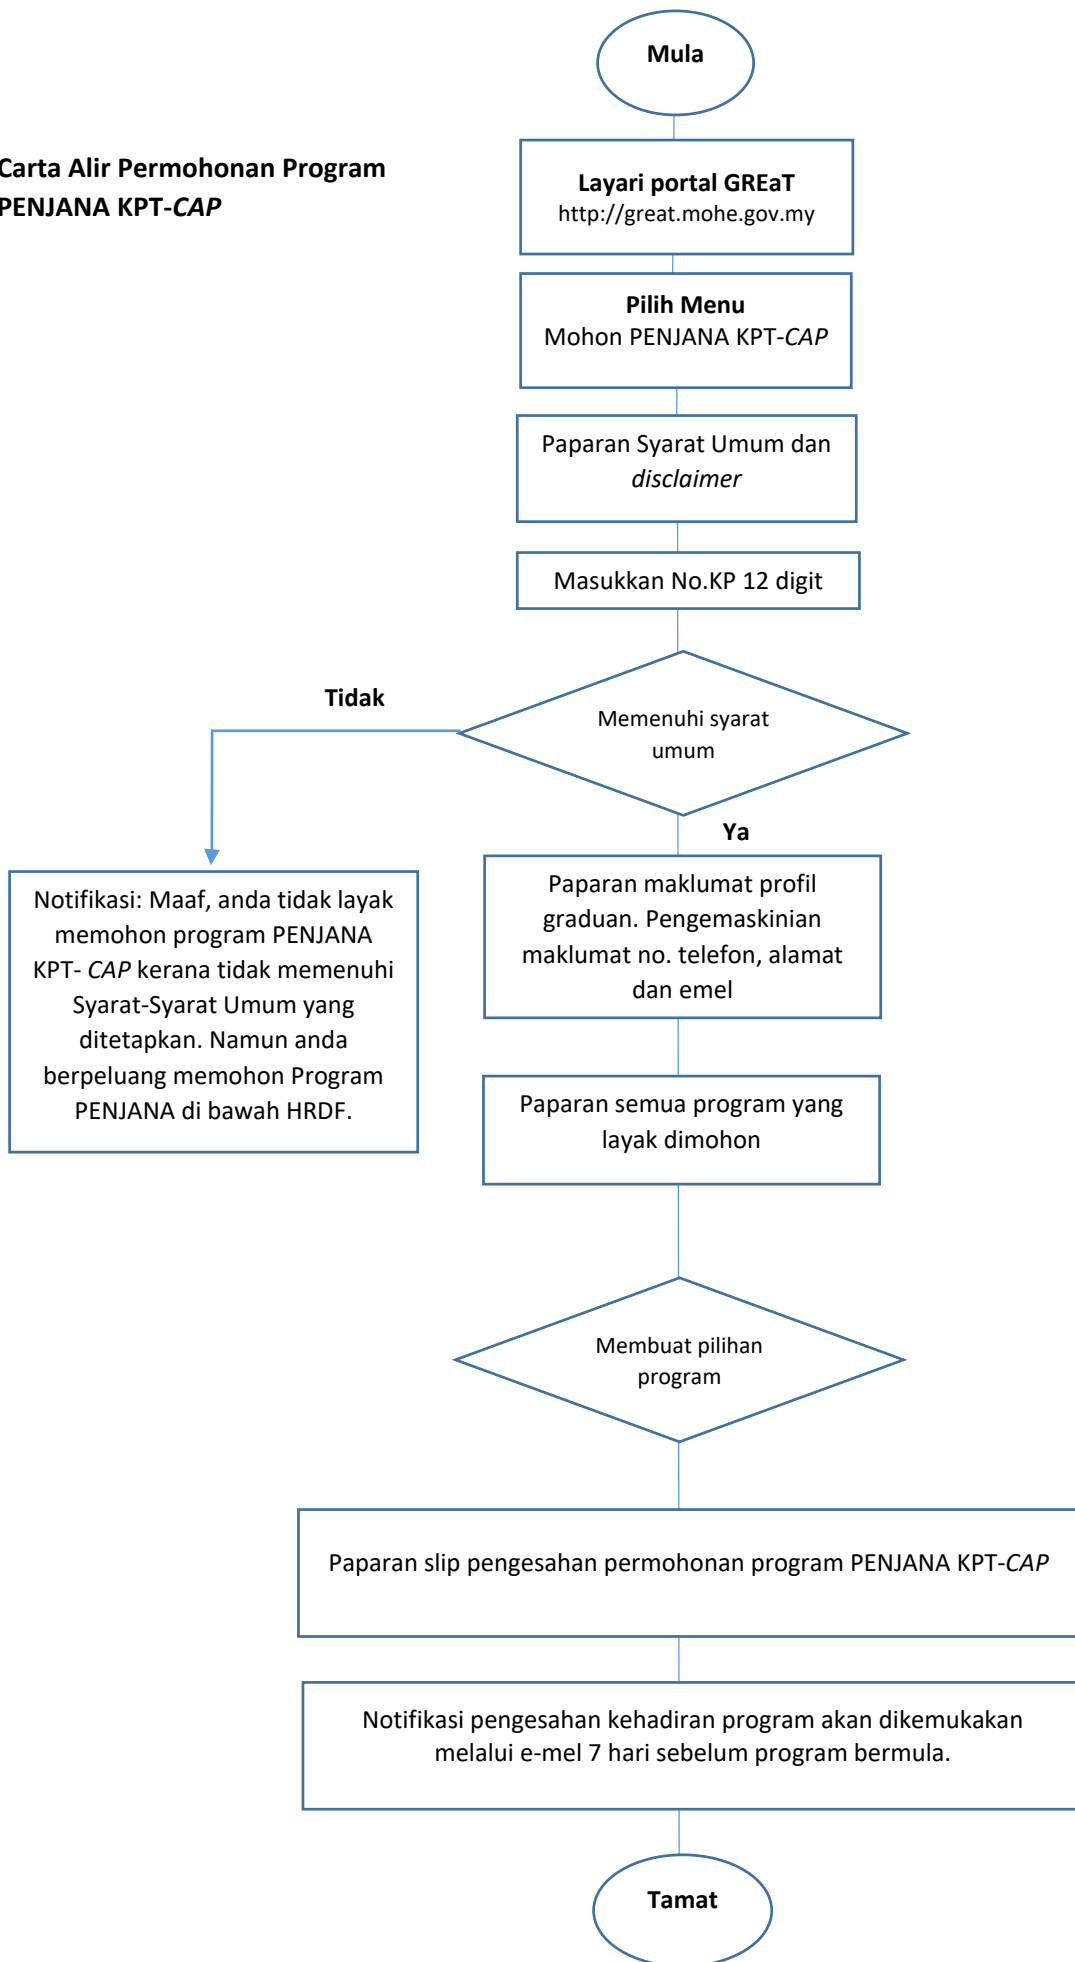 Mula
Carta Alir Permohonan Program
PENJANA KPT-CAP
Layari portal GREaT
http://great.mohe.gov.my
Pilih Menu
Mohon PENJANA KPT-CAP
Paparan Syarat Umum dan
disclaimer
Masukkan No.KP 12 digit
Tidak
Memenuhi syarat
umum
Ya
Notifikasi: Maaf, anda tidak layak
memohon program PENJANA
KPT- CAP kerana tidak memenuhi
Syarat-Syarat Umum yang
ditetapkan. Namun anda
berpeluang memohon Program
PENJANA di bawah HRDF.
Paparan maklumat profil
graduan. Pengemaskinian
maklumat no. telefon, alamat
dan emel
Paparan semua program yang
layak dimohon
Membuat pilihan
program
Paparan slip pengesahan permohonan program PENJANA KPT-CAP
Notifikasi pengesahan kehadiran program akan dikemukakan
melalui e-mel 7 hari sebelum program bermula.
Tamat